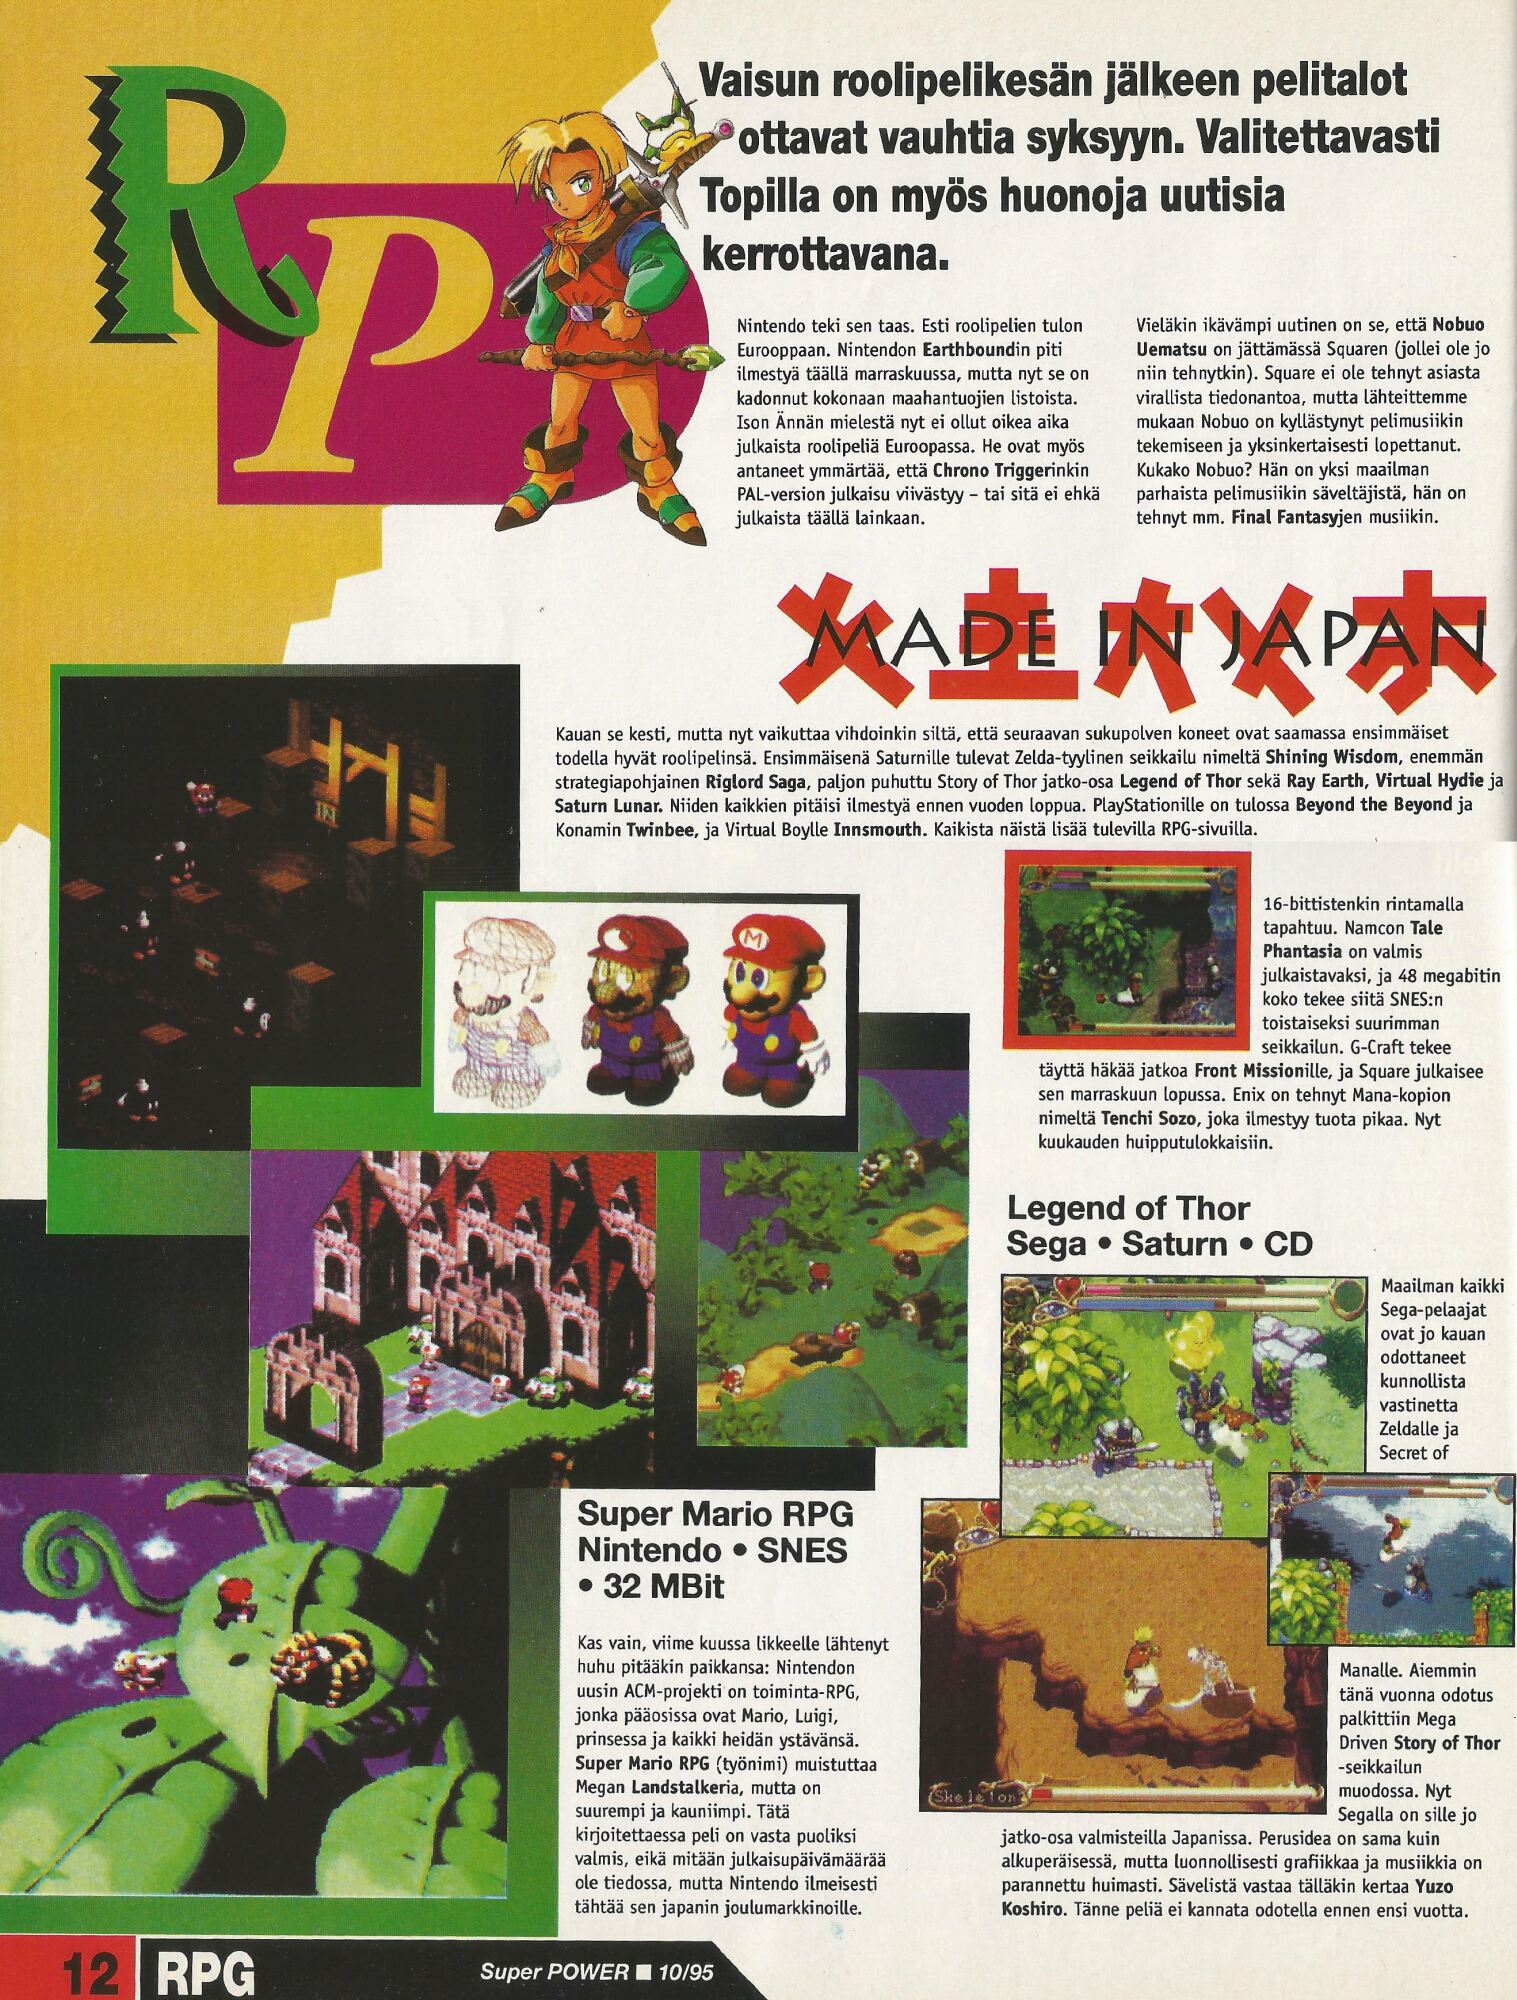 RP
Vaisun roolipelikesän jälkeen pelitalot
ottavat vauhtia syksyyn. Valitettavasti
Topilla on myös huonoja uutisia
kerrottavana.
Nintendo teki sen taas. Esti roolipelien tulon
Eurooppaan. Nintendon Earthboundin piti
ilmestyä täällä marraskuussa, mutta nyt se on
kadonnut kokonaan maahantuojien listoista.
Ison Ännän mielestä nyt ei ollut oikea aika
julkaista roolipeliä Euroopassa. He ovat myös
antaneet ymmärtää, että Chrono Triggerinkin
PAL-version julkaisu viivästyy – tai sitä ei ehkä
julkaista täällä lainkaan.
Vieläkin ikävämpi uutinen on se, että Nobuo
Uematsu on jättämässä Squaren (jollei ole jo
niin tehnytkin). Square ei ole tehnyt asiasta
virallista tiedonantoa, mutta lähteittemme
mukaan Nobuo on kyllästynyt pelimusiikin
tekemiseen ja yksinkertaisesti lopettanut.
Kukako Nobuo? Hän on yksi maailman
parhaista pelimusiikin säveltäjistä, hän on
tehnyt mm. Final Fantasyjen musiikin.
MADE IN JAPAN
Kauan se kesti, mutta nyt vaikuttaa vihdoinkin siltä, että seuraavan sukupolven koneet ovat saamassa ensimmäiset
todella hyvät roolipelinsä. Ensimmäisenä Saturnille tulevat Zelda-tyylinen seikkailu nimeltä Shining Wisdom, enemmän
strategiapohjainen Riglord Saga, paljon puhuttu Story of Thor jatko-osa Legend of Thor sekä Ray Earth, Virtual Hydie ja
Saturn Lunar. Niiden kaikkien pitäisi ilmestyä ennen vuoden loppua. PlayStationille on tulossa Beyond the Beyond ja
Konamin Twinbee, ja Virtual Boylle Innsmouth. Kaikista näistä lisää tulevilla RPG-sivuilla.
IN
M
16-bittistenkin rintamalla
tapahtuu. Namcon Tale
Phantasia on valmis
julkaistavaksi, ja 48 megabitin
koko tekee siitä SNES:n
toistaiseksi suurimman
seikkailun. G-Craft tekee
täyttä häkää jatkoa Front Missionille, ja Square julkaisee
sen marraskuun lopussa. Enix on tehnyt Mana-kopion
nimeltä Tenchi Sozo, joka ilmestyy tuota pikaa. Nyt
kuukauden huipputulokkaisiin.
Legend of Thor
Sega • Saturn • CD
Maailman kaikki
Sega-pelaajat
ovat jo kauan
odottaneet
kunnollista
vastinetta
Zeldalle ja
Secret of
Manalle. Aiemmin
tänä vuonna odotus
palkittiin Mega
Driven Story of Thor
-seikkailun
muodossa. Nyt
Segalla on sille jo
jatko-osa valmisteilla Japanissa. Perusidea on sama kuin
alkuperäisessä, mutta luonnollisesti grafiikkaa ja musiikkia on
parannettu huimasti. Sävelistä vastaa tälläkin kertaa Yuzo
Koshiro. Tänne peliä ei kannata odotella ennen ensi vuotta.
Skeleton
Super Mario RPG
Nintendo • SNES
• 32 MBit
Kas vain, viime kuussa likkeelle lähtenyt
huhu pitääkin paikkansa: Nintendon
uusin ACM-projekti on toiminta-RPG,
jonka pääosissa ovat Mario, Luigi,
prinsessa ja kaikki heidän ystävänsä.
Super Mario RPG (työnimi) muistuttaa
Megan Landstalkeria, mutta on
suurempi ja kauniimpi. Tätä
kirjoitettaessa peli on vasta puoliksi
valmis, eikä mitään julkaisupäivämäärää
ole tiedossa, mutta Nintendo ilmeisesti
tähtää sen japanin joulumarkkinoille.
12 RPG
Super POWER ■ 10/95